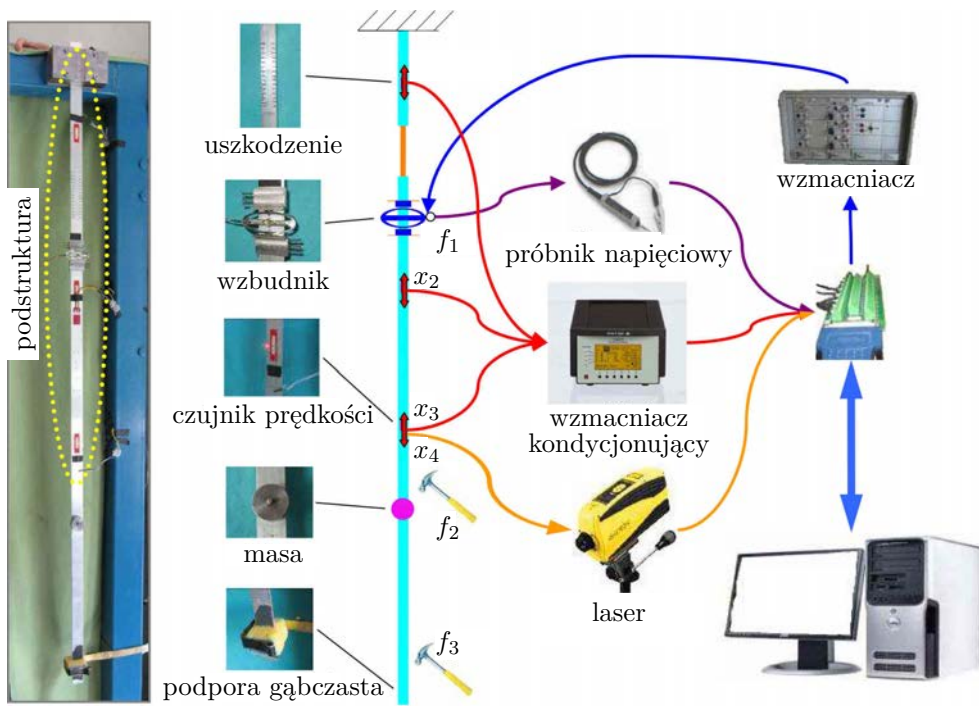 podstruktura
uszkodzenie
wzbudnik
czujnik prędkości
masa
podpora gąbczasta
f₁
x₂
x₃
x₄
f₂
f₃
próbnik napięciowy
wzmacniacz
kondycjonujący
laser
wzmacniacz